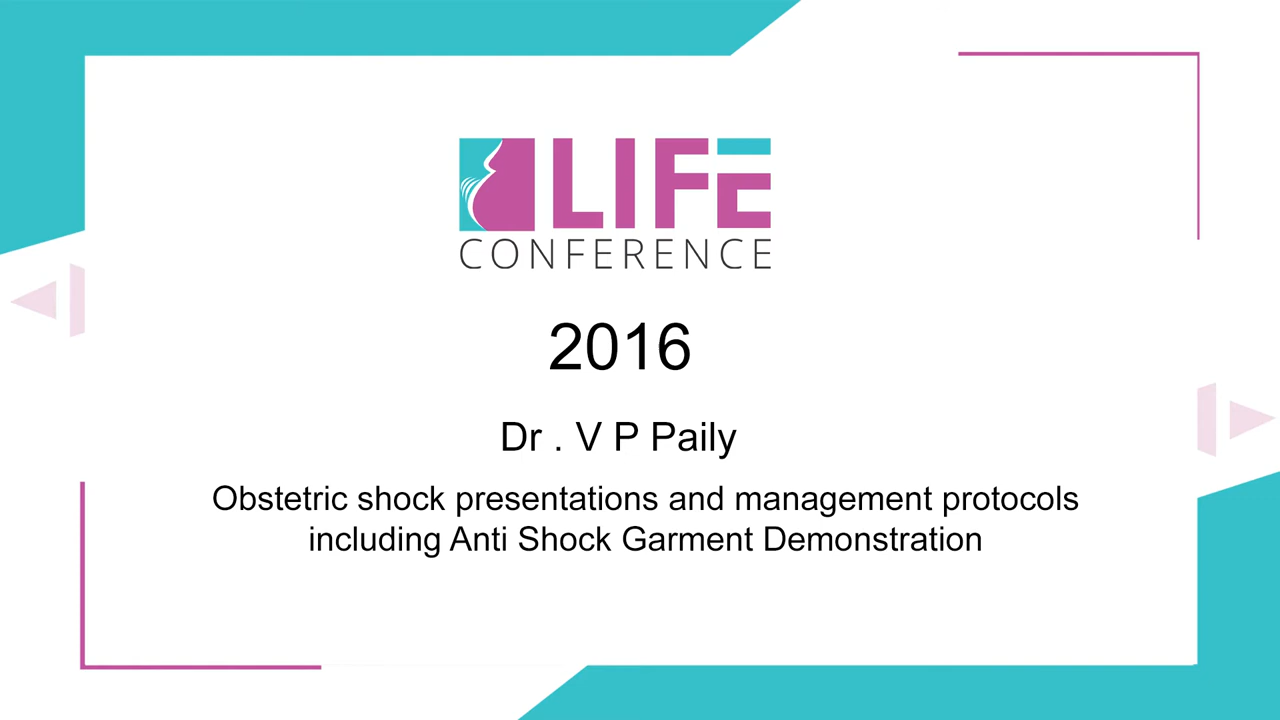 LIFE
CONFERENCE
2016
Dr . V P Paily
Obstetric shock presentations and management protocols
including Anti Shock Garment Demonstration